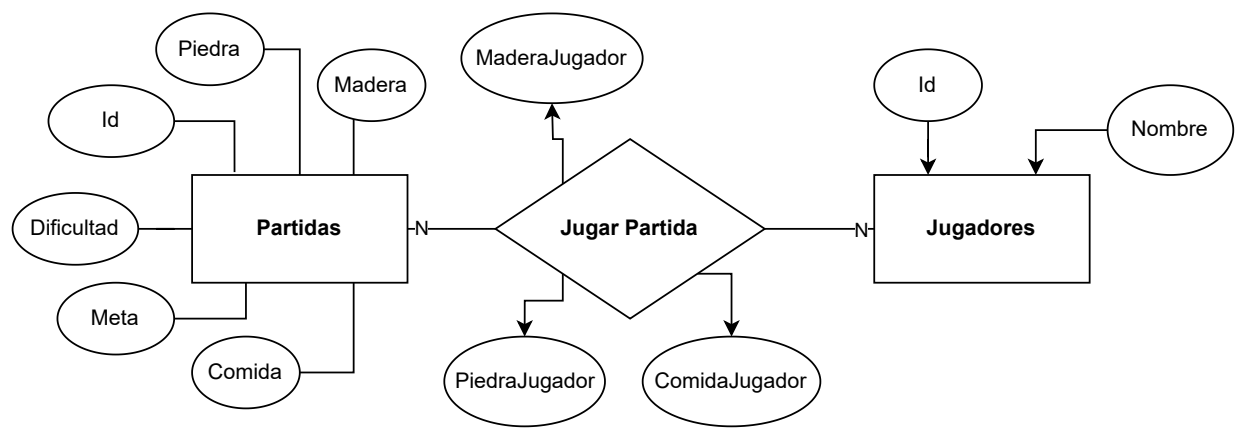 Piedra
MaderaJugador
Madera
Id
Id
Nombre
Dificultad
Partidas
N
Jugar Partida
N
Jugadores
Meta
Comida
PiedraJugador
ComidaJugador